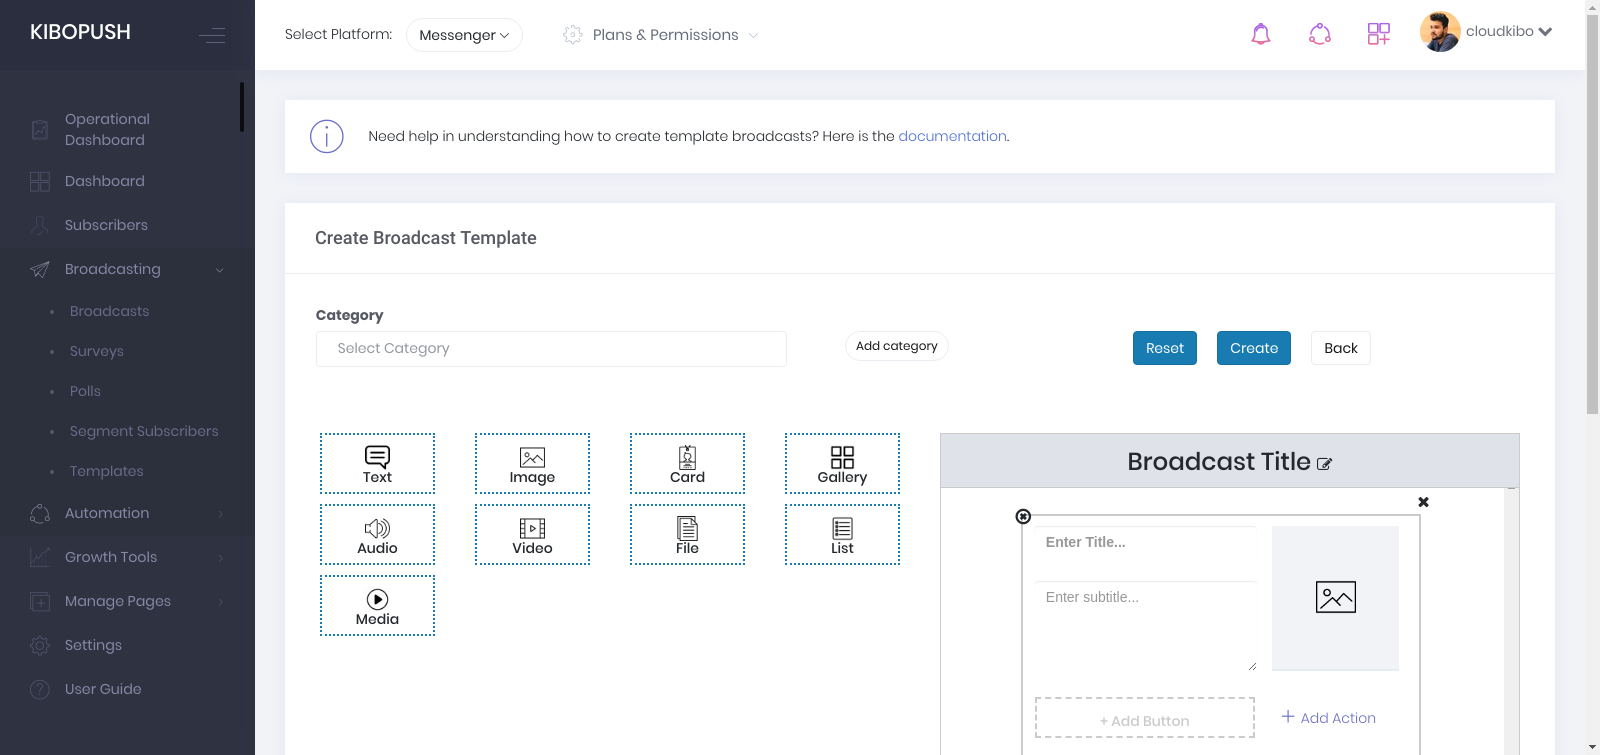 KIBOPUSH
Select Platform: Messenger
Plans & Permissions
cloudkibo
Operational
Dashboard
Dashboard
Subscribers
Broadcasting
Broadcasts
Surveys
Polls
Segment Subscribers
Templates
Automation
Growth Tools
Manage Pages
Settings
User Guide
Need help in understanding how to create template broadcasts? Here is the documentation.
Create Broadcast Template
Category
Select Category
Add category
Reset
Create
Back
Text
Image
Card
Gallery
Audio
Video
File
List
Media
Broadcast Title
Enter Title...
Enter subtitle...
+ Add Button
+ Add Action